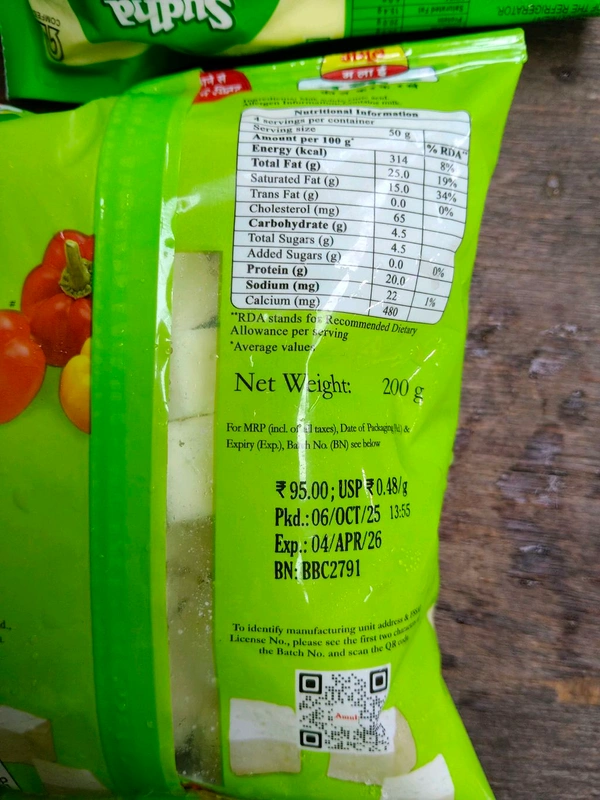 Sudha
THE REFRIGERATOR
अमूल
मलाई
Nutritional Information
4 servings per container
Serving size 50 g
Amount per 100 g* % RDA**
Energy (kcal) 314 8%
Total Fat (g) 25.0 19%
Saturated Fat (g) 15.0 34%
Trans Fat (g) 0.0 0%
Cholesterol (mg) 65
Carbohydrate (g) 4.5
Total Sugars (g) 4.5
Added Sugars (g) 0.0 0%
Protein (g) 20.0
Sodium (mg) 22 1%
Calcium (mg) 480
**RDA stands for Recommended Dietary
Allowance per serving
*Average values
Net Weight: 200 g
For MRP (incl. of all taxes), Date of Packaging (Pkd.) &
Expiry (Exp.), Batch No. (BN) see below
₹ 95.00; USP ₹ 0.48/g
Pkd.: 06/OCT/25 13:55
Exp.: 04/APR/26
BN: BBC2791
To identify manufacturing unit address &
License No., please see the first two characters of
the Batch No. and scan the QR code.
Amul